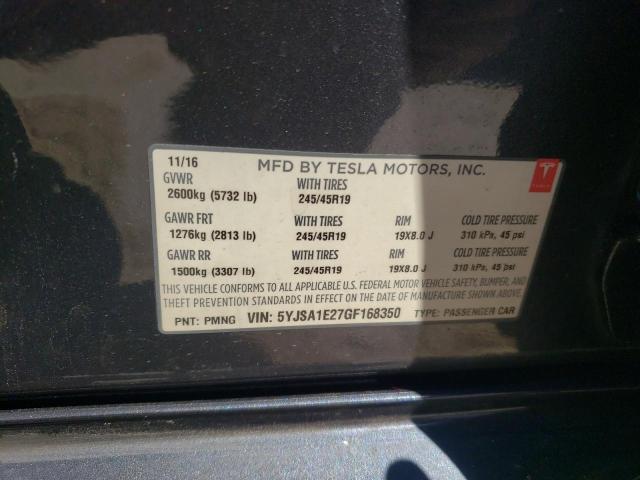 11/16 MFD BY TESLA MOTORS, INC.
GVWR WITH TIRES
2600kg (5732 lb) 245/45R19
GAWR FRT WITH TIRES RIM COLD TIRE PRESSURE
1276kg (2813 lb) 245/45R19 19X8.0 J 310 kPa, 45 psi
GAWR RR WITH TIRES RIM COLD TIRE PRESSURE
1500kg (3307 lb) 245/45R19 19X8.0 J 310 kPa, 45 psi
THIS VEHICLE CONFORMS TO ALL APPLICABLE U.S. FEDERAL MOTOR VEHICLE SAFETY, BUMPER, AND
THEFT PREVENTION STANDARDS IN EFFECT ON THE DATE OF MANUFACTURE SHOWN ABOVE.
PNT: PMNG VIN: 5YJSA1E27GF168350 TYPE: PASSENGER CAR
TESLA